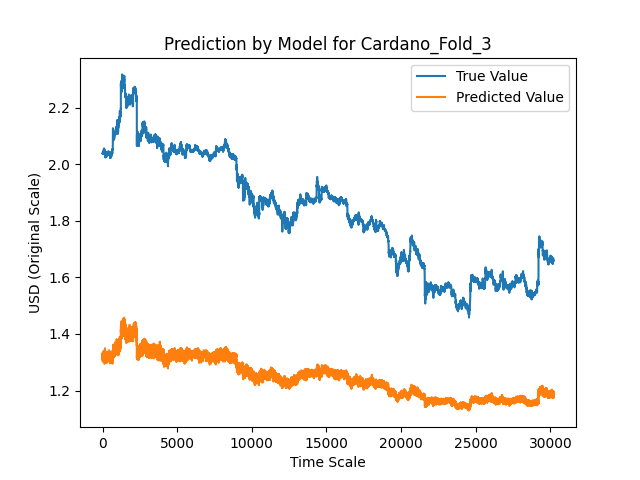 Prediction by Model for Cardano_Fold_3
True Value
Predicted Value
USD (Original Scale)
2.2
2.0
1.8
1.6
1.4
1.2
0 5000 10000 15000 20000 25000 30000
Time Scale